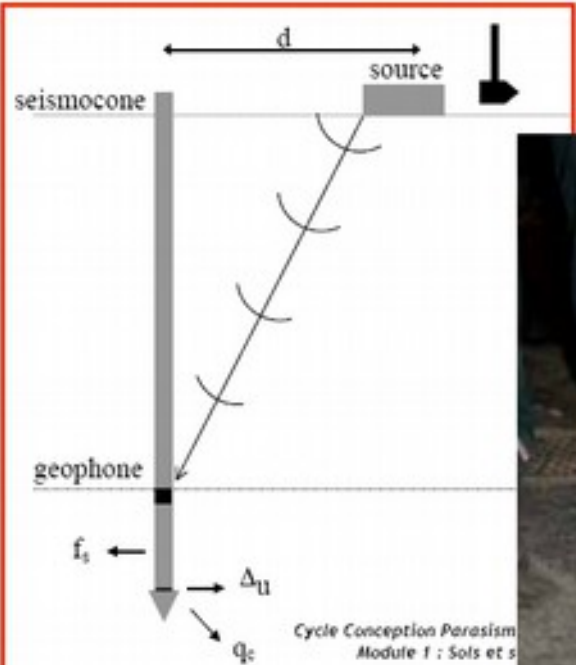 d
source
seismocone
geophone
fs
Δu
qc
Cycle Conception Parasism
Module 1 : Sols et s